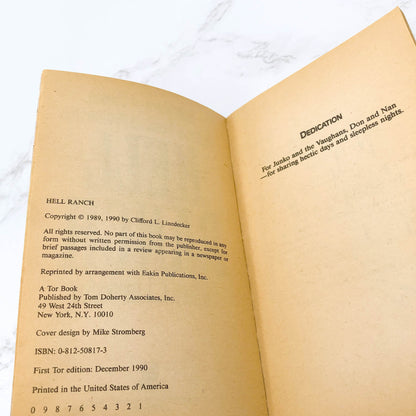 HELL RANCH
Copyright © 1989, 1990 by Clifford L. Linedecker
All rights reserved. No part of this book may be reproduced in any
form without written permission from the publisher, except for
brief passages included in a review appearing in a newspaper or
magazine.
Reprinted by arrangement with Eakin Publications, Inc.
A Tor Book
Published by Tom Doherty Associates, Inc.
49 West 24th Street
New York, N.Y. 10010
Cover design by Mike Stromberg
ISBN: 0-812-50817-3
First Tor edition: December 1990
Printed in the United States of America
0 9 8 7 6 5 4 3 2 1
DEDICATION
For Junko and the Vaughans, Don and Nan
—for sharing hectic days and sleepless nights.